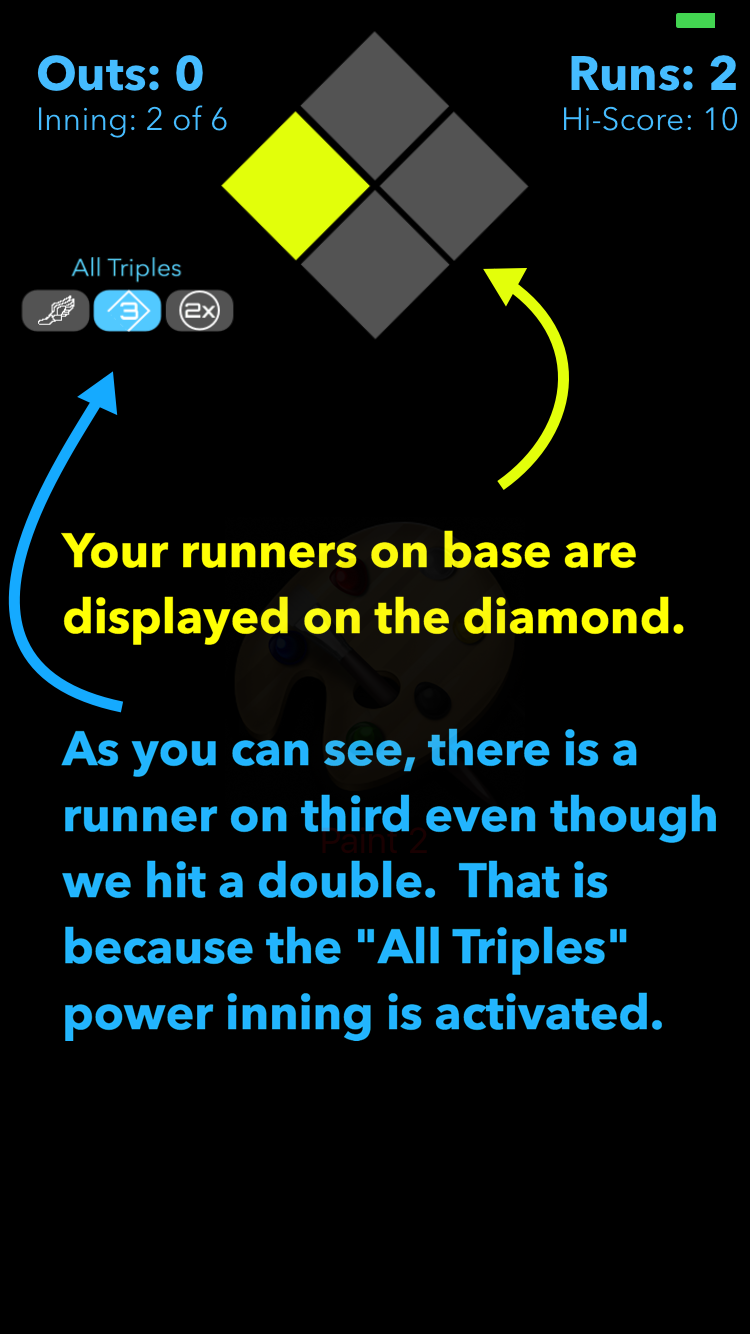 Outs: 0
Runs: 2
Inning: 2 of 6
Hi-Score: 10
All Triples
3
2x
Your runners on base are
displayed on the diamond.
As you can see, there is a
runner on third even though
Paint 2
we hit a double.  That is
because the "All Triples"
power inning is activated.